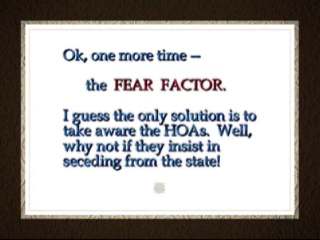 Ok, one more time –
the FEAR FACTOR.
I guess the only solution is to
take aware the HOAs. Well,
why not if they insist in
seceding from the state!